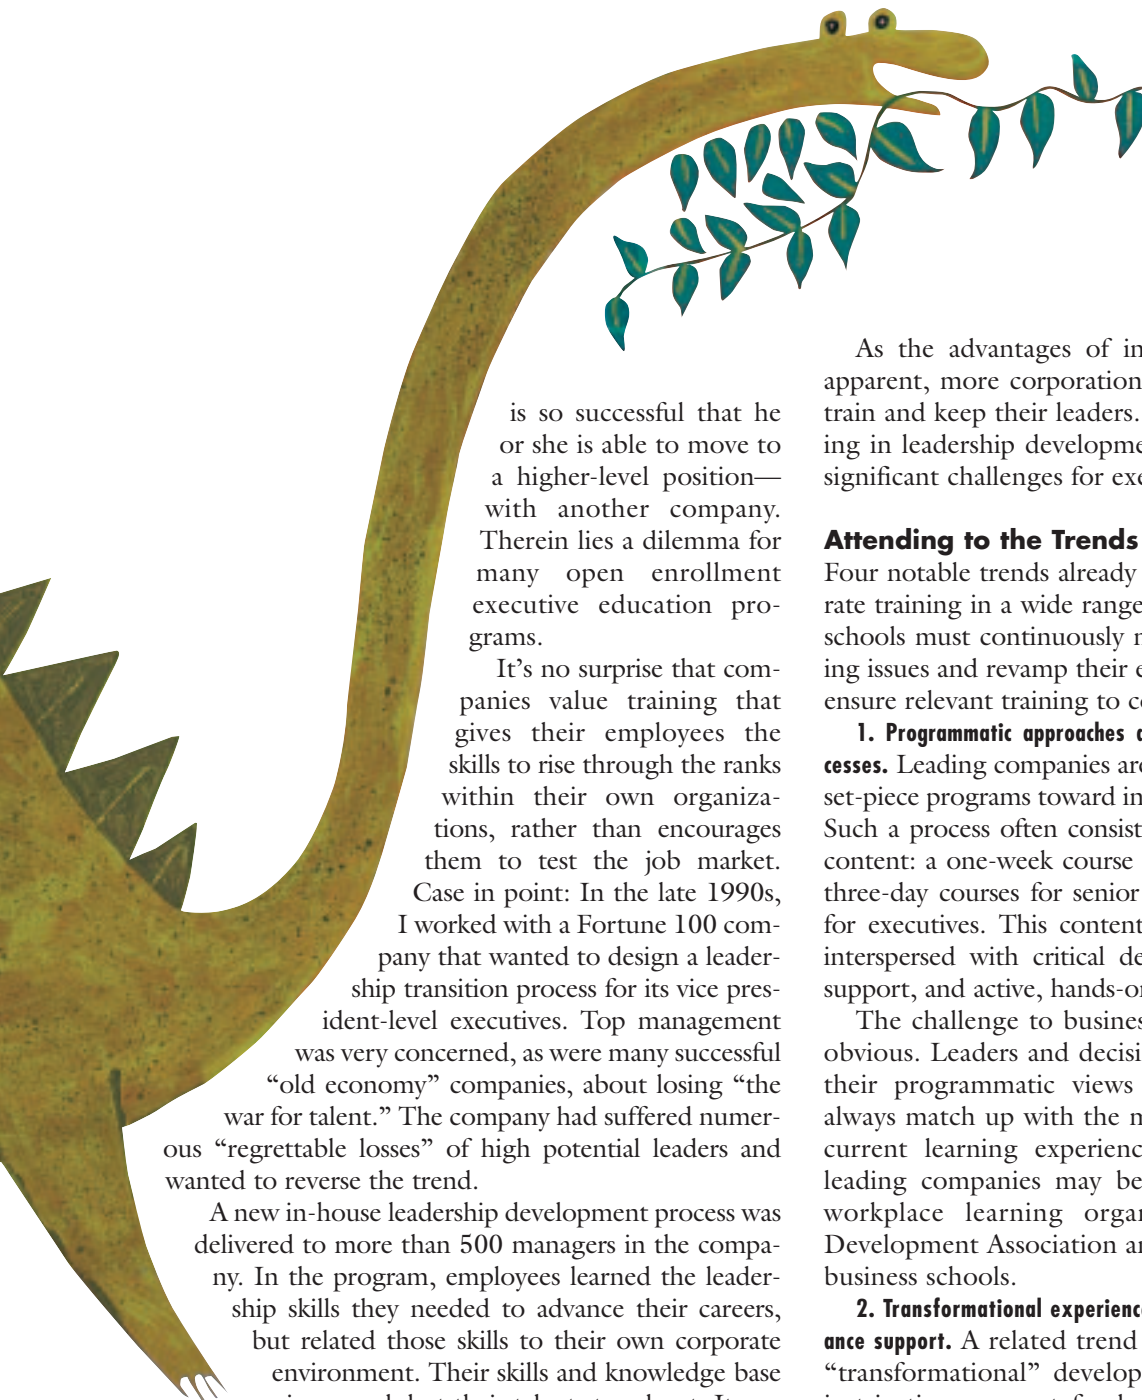 is so successful that he
or she is able to move to
a higher-level position—
with another company.
Therein lies a dilemma for
many open enrollment
executive education pro-
grams.
It’s no surprise that com-
panies value training that
gives their employees the
skills to rise through the ranks
within their own organiza-
tions, rather than encourages
them to test the job market.
Case in point: In the late 1990s,
I worked with a Fortune 100 com-
pany that wanted to design a leader-
ship transition process for its vice pres-
ident-level executives. Top management
was very concerned, as were many successful
“old economy” companies, about losing “the
war for talent.” The company had suffered numer-
ous “regrettable losses” of high potential leaders and
wanted to reverse the trend.
A new in-house leadership development process was
delivered to more than 500 managers in the compa-
ny. In the program, employees learned the leader-
ship skills they needed to advance their careers,
but related those skills to their own corporate
environment. Their skills and knowledge base
As the advantages of in
apparent, more corporation
train and keep their leaders.
ing in leadership developme
significant challenges for exe
Attending to the Trends
Four notable trends already
rate training in a wide range
schools must continuously
ing issues and revamp their e
ensure relevant training to c
1. Programmatic approaches
cesses. Leading companies are
set-piece programs toward in
Such a process often consist
content: a one-week course
three-day courses for senior
for executives. This content
interspersed with critical de
support, and active, hands-o
The challenge to busines
obvious. Leaders and decisi
their programmatic views
always match up with the
current learning experienc
leading companies may be
workplace learning organ
Development Association
business schools.
2. Transformational experienc
ance support. A related trend
“transformational” develop